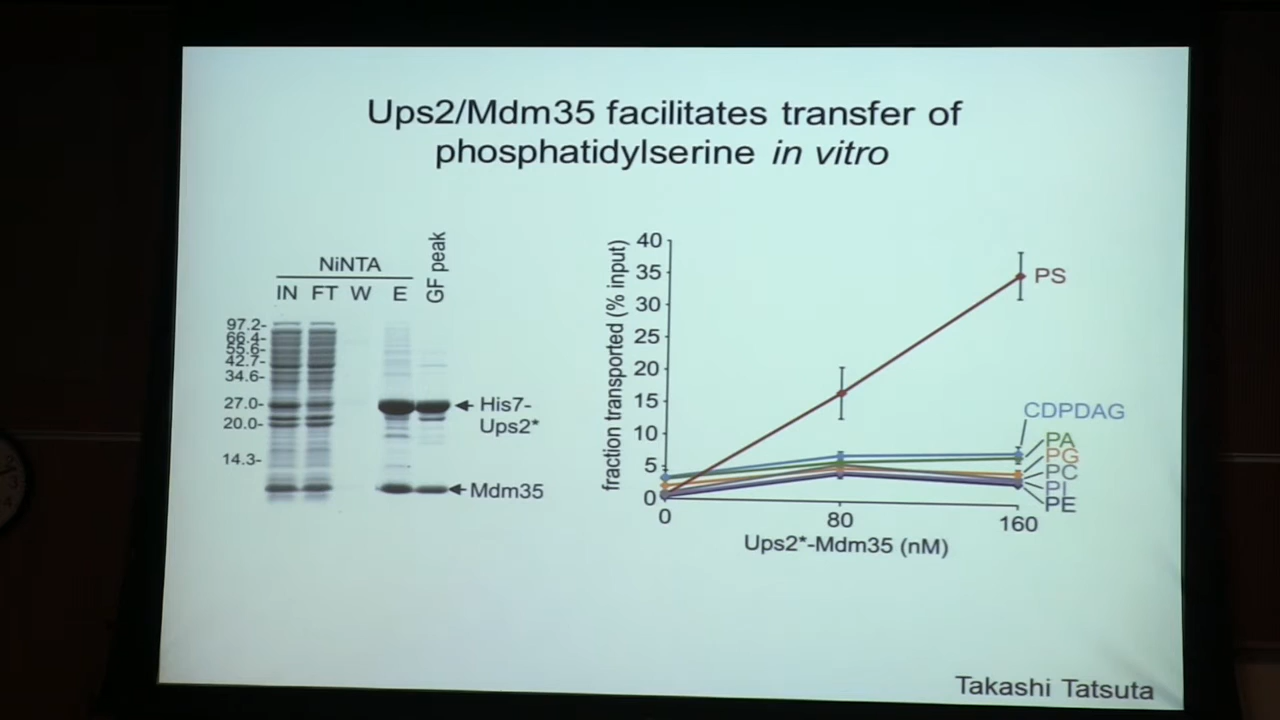 Ups2/Mdm35 facilitates transfer of
phosphatidylserine in vitro
NiNTA
IN FT W E
GF peak
97.2-
66.4-
55.6-
42.7-
34.6-
27.0-
20.0-
14.3-
His7-
Ups2*
Mdm35
fraction transported (% input)
40
35
30
25
20
15
10
5
0
0 80 160
Ups2*-Mdm35 (nM)
PS
CDPDAG
PA
PG
PC
PI
PE
Takashi Tatsuta